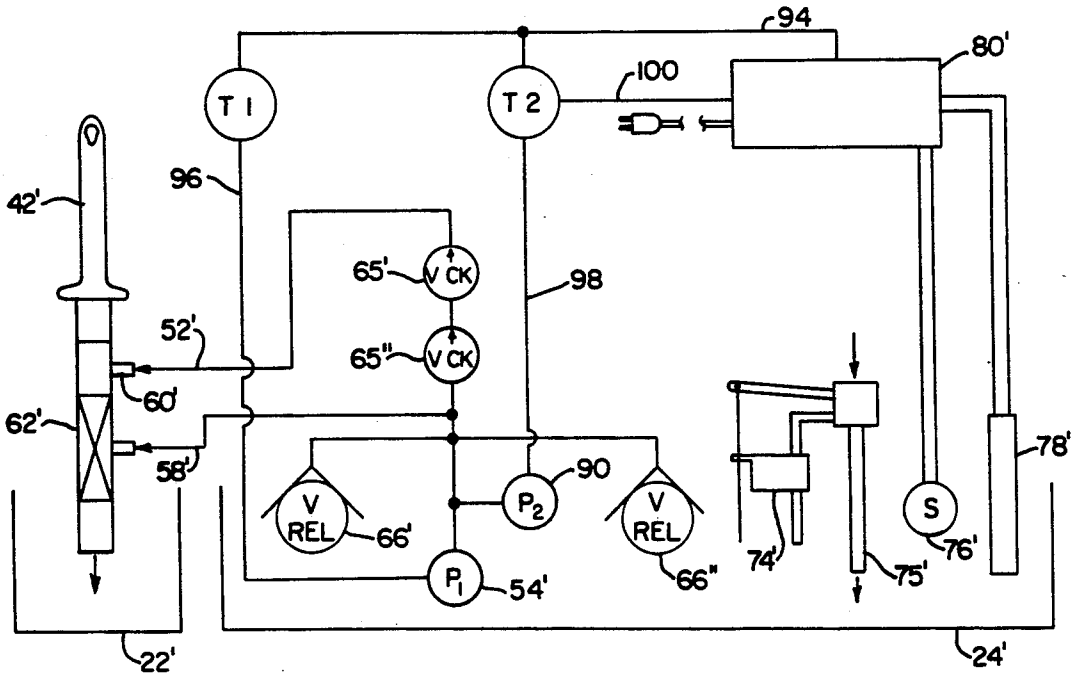 94
80'
T 1
T 2
100
42'
96
65'
V CK
98
52'
65"
V CK
60'
62'
58'
90
78'
V
REL
P2
V
REL
S
66'
74'
76'
P1
54'
66"
75'
22'
24'